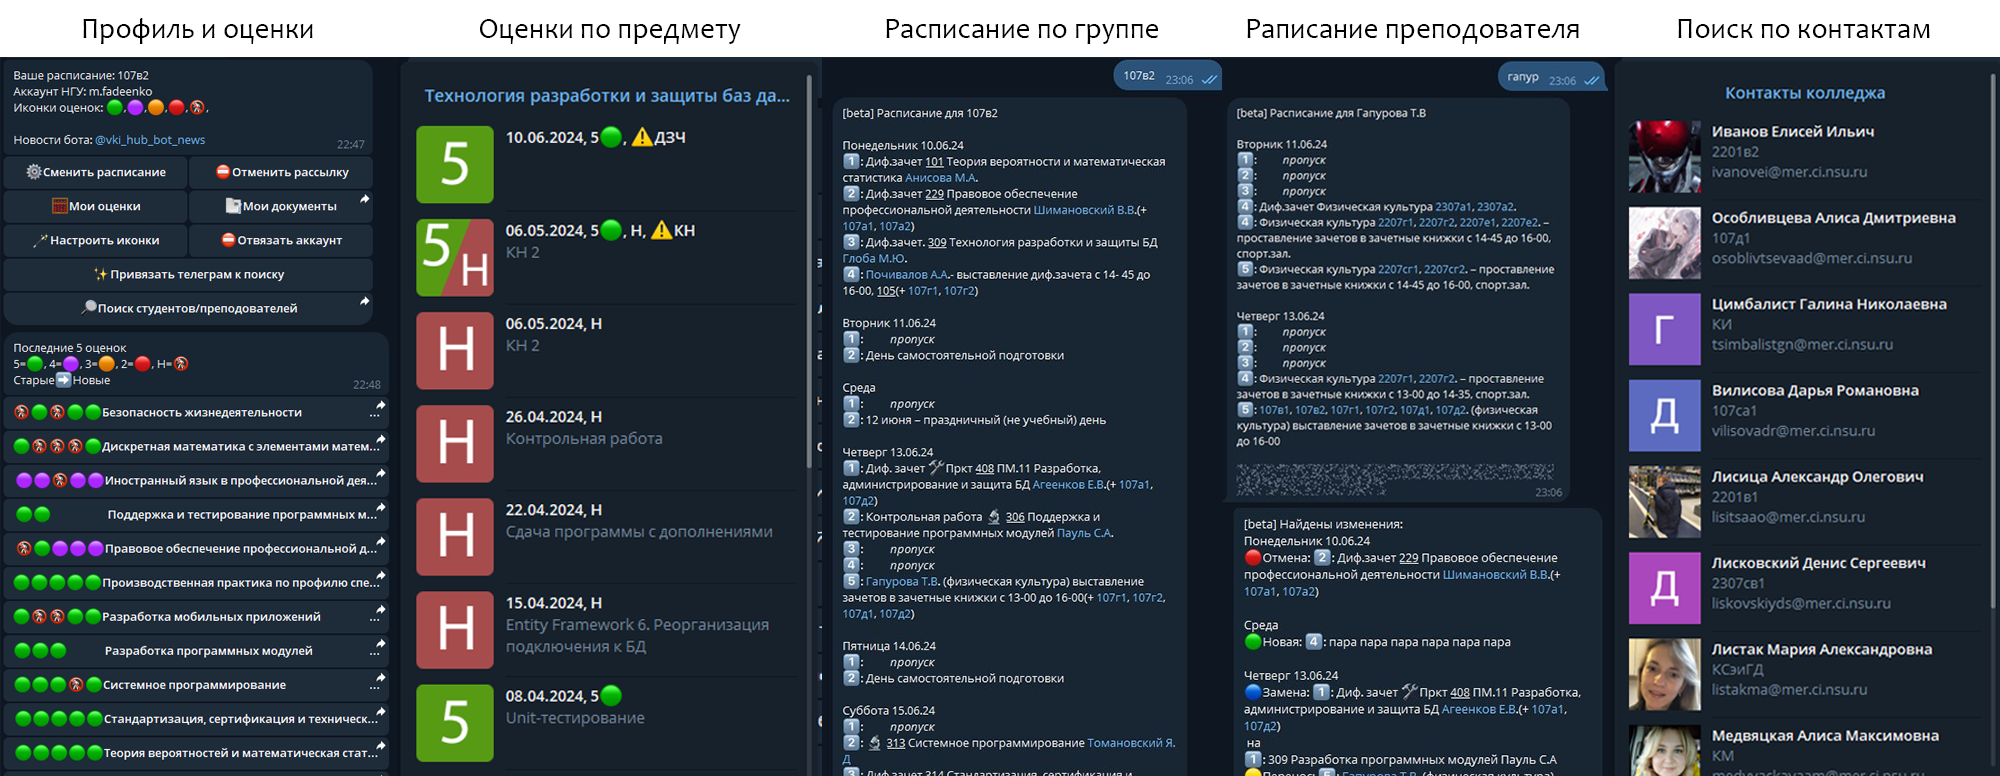 Профиль и оценки
Ваше расписание: 107в2
Аккаунт НГУ: m.fadeenko
Иконки оценок: 🟢,🟣,🟠,🔴,🚷,
Новости бота: @vki_hub_bot_news
22:47
⚙️Сменить расписание
⛔Отменить рассылку
🧮Мои оценки
📑Мои документы
🪄Настроить иконки
⛔Отвязать аккаунт
✨Привязать телеграм к поиску
🔎Поиск студентов/преподователей
Последние 5 оценок
5=🟢, 4=🟣, 3=🟠, 2=🔴, Н=🚷
Старые➡️Новые
22:48
🚷🟢🚷🟢🟢Безопасность жизнедеятельности ...
🟢🚷🚷🚷🟢Дискретная математика с элементами матем...
🟣🟣🚷🟣🟣Иностранный язык в профессиональной дея...
🟢🟢 Поддержка и тестирование программных м...
🚷🟢🟣🟣🟣Правовое обеспечение профессиональной д...
🟢🟢🟢🟢🟢Производственная практика по профилю спе...
🟢🚷🚷🟢🟢Разработка мобильных приложений ...
🟢🟢🟢 Разработка программных модулей ...
🟢🟢🟢🚷🟢Системное программирование ...
🟢🟢🟢🟢🟢Стандартизация, сертификация и техническ...
🟢🟢🟢🟢🟢Теория вероятностей и математическая стат...
Оценки по предмету
Технология разработки и защиты баз да...
5
10.06.2024, 5🟢, ⚠️ДЗЧ
5
Н
06.05.2024, 5🟢, Н, ⚠️КН
КН 2
Н
06.05.2024, Н
КН 2
Н
26.04.2024, Н
Контрольная работа
Н
22.04.2024, Н
Сдача программы с дополнениями
Н
15.04.2024, Н
Entity Framework 6. Реорганизация
подключения к БД
5
08.04.2024, 5🟢
Unit-тестирование
Расписание по группе
107в2 23:06
[beta] Расписание для 107в2
Понедельник 10.06.24
1: Диф.зачет 101 Теория вероятности и математическая
статистика Анисова М.А.
2: Диф.зачет 229 Правовое обеспечение
профессиональной деятельности Шимановский В.В.(+
107а1, 107а2)
3: Диф.зачет. 309 Технология разработки и защиты БД
Глоба М.Ю.
4: Почивалов А.А.- выставление диф.зачета с 14- 45 до
16-00, 105(+ 107г1, 107г2)
Вторник 11.06.24
1: пропуск
2: День самостоятельной подготовки
Среда
1: пропуск
2: 12 июня – праздничный (не учебный) день
Четверг 13.06.24
1: Диф. зачет 🛠Пркт 408 ПМ.11 Разработка,
администрирование и защита БД Агеенков Е.В.(+ 107а1,
107д2)
2: Контрольная работа 🔬 306 Поддержка и
тестирование программных модулей Пауль С.А.
3: пропуск
4: пропуск
5: Гапурова Т.В. (физическая культура) выставление
зачетов в зачетные книжки с 13-00 до 16-00(+ 107г1, 107г2,
107д1, 107д2)
Пятница 14.06.24
1: пропуск
2: День самостоятельной подготовки
Суббота 15.06.24
1: пропуск
2: 🔬 313 Системное программирование Томановский Я.
Д
3: Диф.зачет 314 Стандартизация, сертификация и
Раписание преподователя
гапур 23:06
[beta] Расписание для Гапурова Т.В
Вторник 11.06.24
1: пропуск
2: пропуск
3: пропуск
4: Диф.зачет Физическая культура 2307а1, 2307а2.
4: Физическая культура 2207г1, 2207г2, 2207е1, 2207е2. –
проставление зачетов в зачетные книжки с 14-45 до 16-00,
спорт.зал.
5: Физическая культура 2207сг1, 2207сг2. – проставление
зачетов в зачетные книжки с 14-45 до 16-00, спорт.зал.
Четверг 13.06.24
1: пропуск
2: пропуск
3: пропуск
4: Физическая культура 2207г1, 2207г2. – проставление
зачетов в зачетные книжки с 13-00 до 14-35, спорт.зал.
5: 107в1, 107в2, 107г1, 107г2, 107д1, 107д2. (физическая
культура) выставление зачетов в зачетные книжки с 13-00
до 16-00
23:06
[beta] Найдены изменения:
Понедельник 10.06.24
🔴Отмена: 2: Диф.зачет 229 Правовое обеспечение
профессиональной деятельности Шимановский В.В.(+
107а1, 107а2)
Среда
🟢Новая: 4: пара пара пара пара пара пара
Четверг 13.06.24
🔵Замена: 1: Диф. зачет 🛠Пркт 408 ПМ.11 Разработка,
администрирование и защита БД Агеенков Е.В.(+ 107а1,
107д2)
на
1: 309 Разработка программных модулей Пауль С.А
🟡Перенос: 5: Гапурова Т.В. (физическая культура)
Поиск по контактам
Контакты колледжа
Иванов Елисей Ильич
2201в2
ivanovei@mer.ci.nsu.ru
Особливцева Алиса Дмитриевна
107д1
osoblivtsevaad@mer.ci.nsu.ru
Г
Цимбалист Галина Николаевна
КИ
tsimbalistgn@mer.ci.nsu.ru
Д
Вилисова Дарья Романовна
107са1
vilisovadr@mer.ci.nsu.ru
Лисица Александр Олегович
2201в1
lisitsaao@mer.ci.nsu.ru
Д
Лисковский Денис Сергеевич
2307св1
liskovskiyds@mer.ci.nsu.ru
Листак Мария Александровна
КСэиГД
listakma@mer.ci.nsu.ru
Медвяцкая Алиса Максимовна
КМ